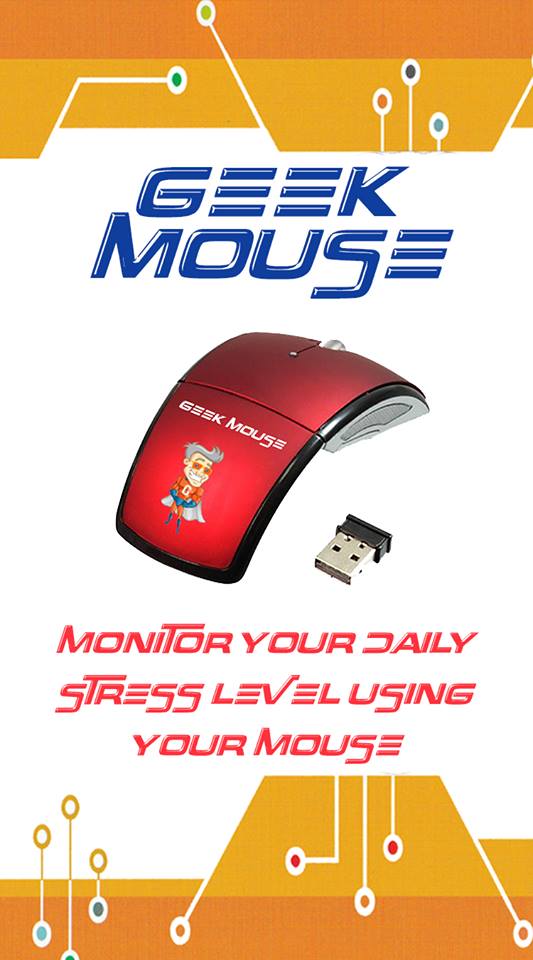 GEEK
MOUSE
GEEK MOUSE
MONITOR YOUR DAILY
STRESS LEVEL USING
YOUR MOUSE